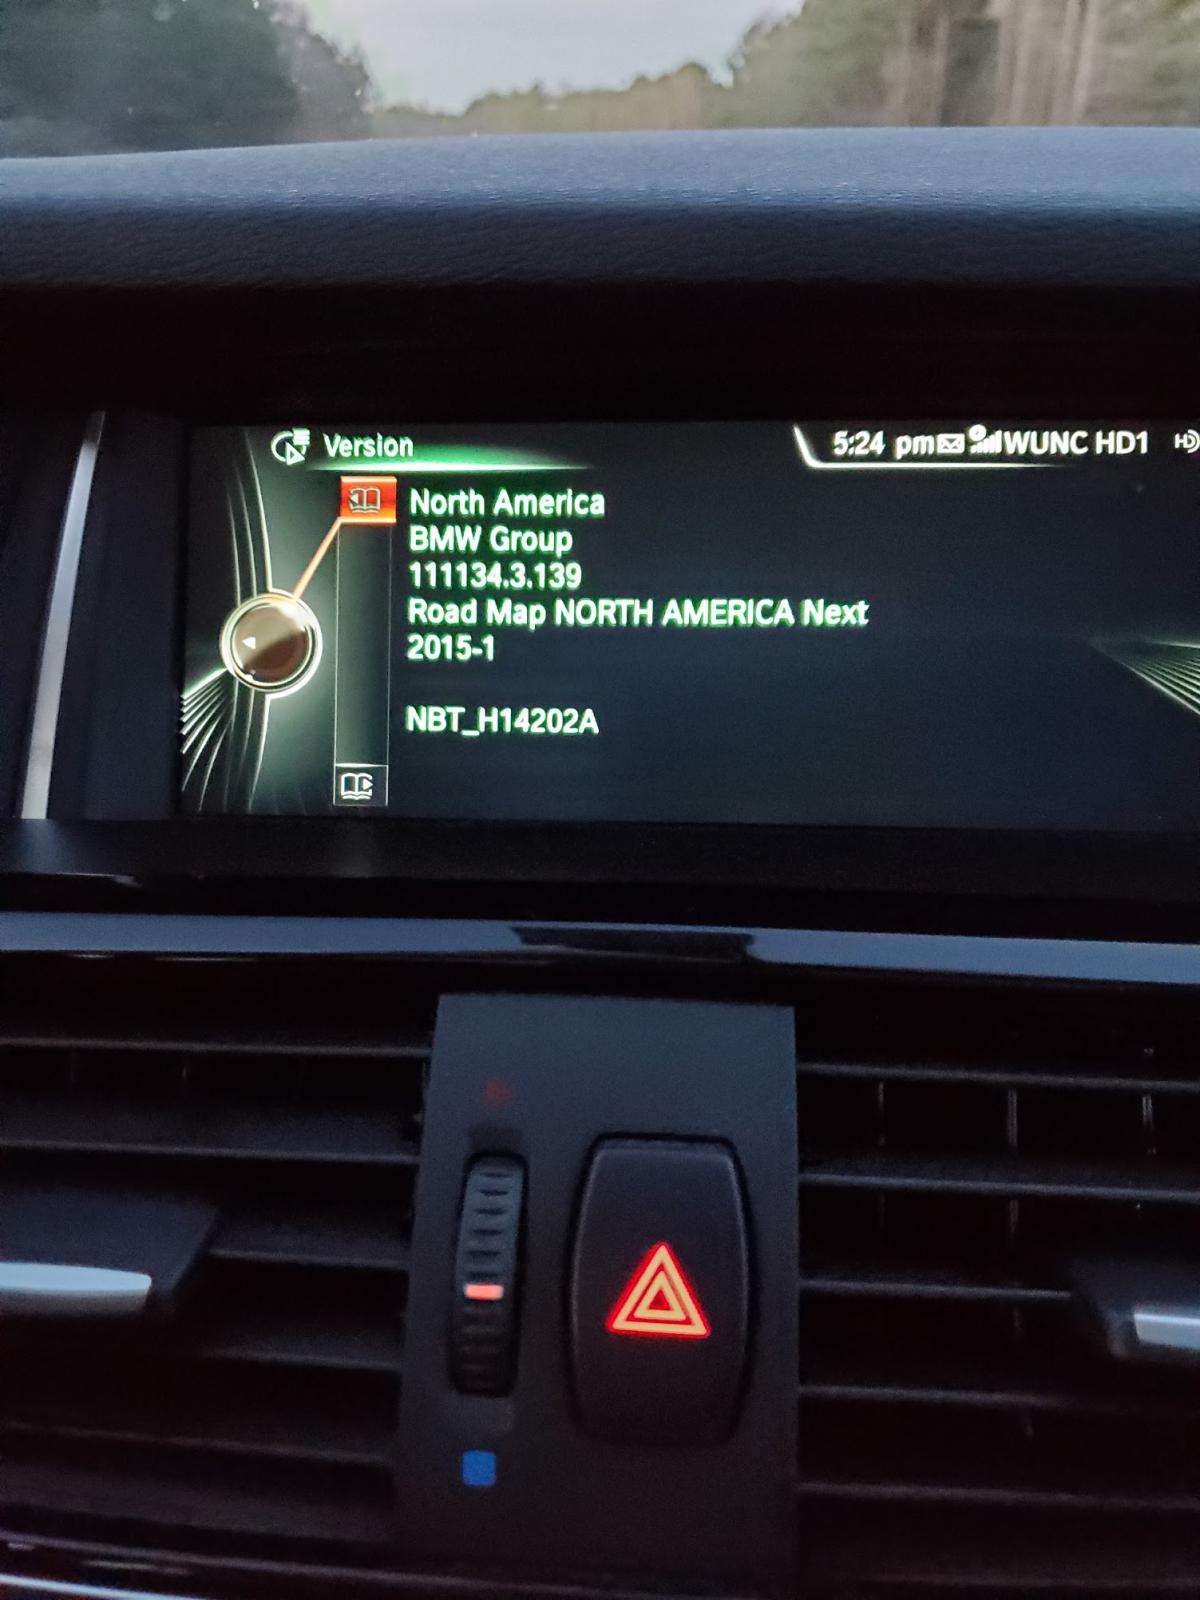 Version
5:24 pm WUNC HD1
North America
BMW Group
111134.3.139
Road Map NORTH AMERICA Next
2015-1
NBT_H14202A